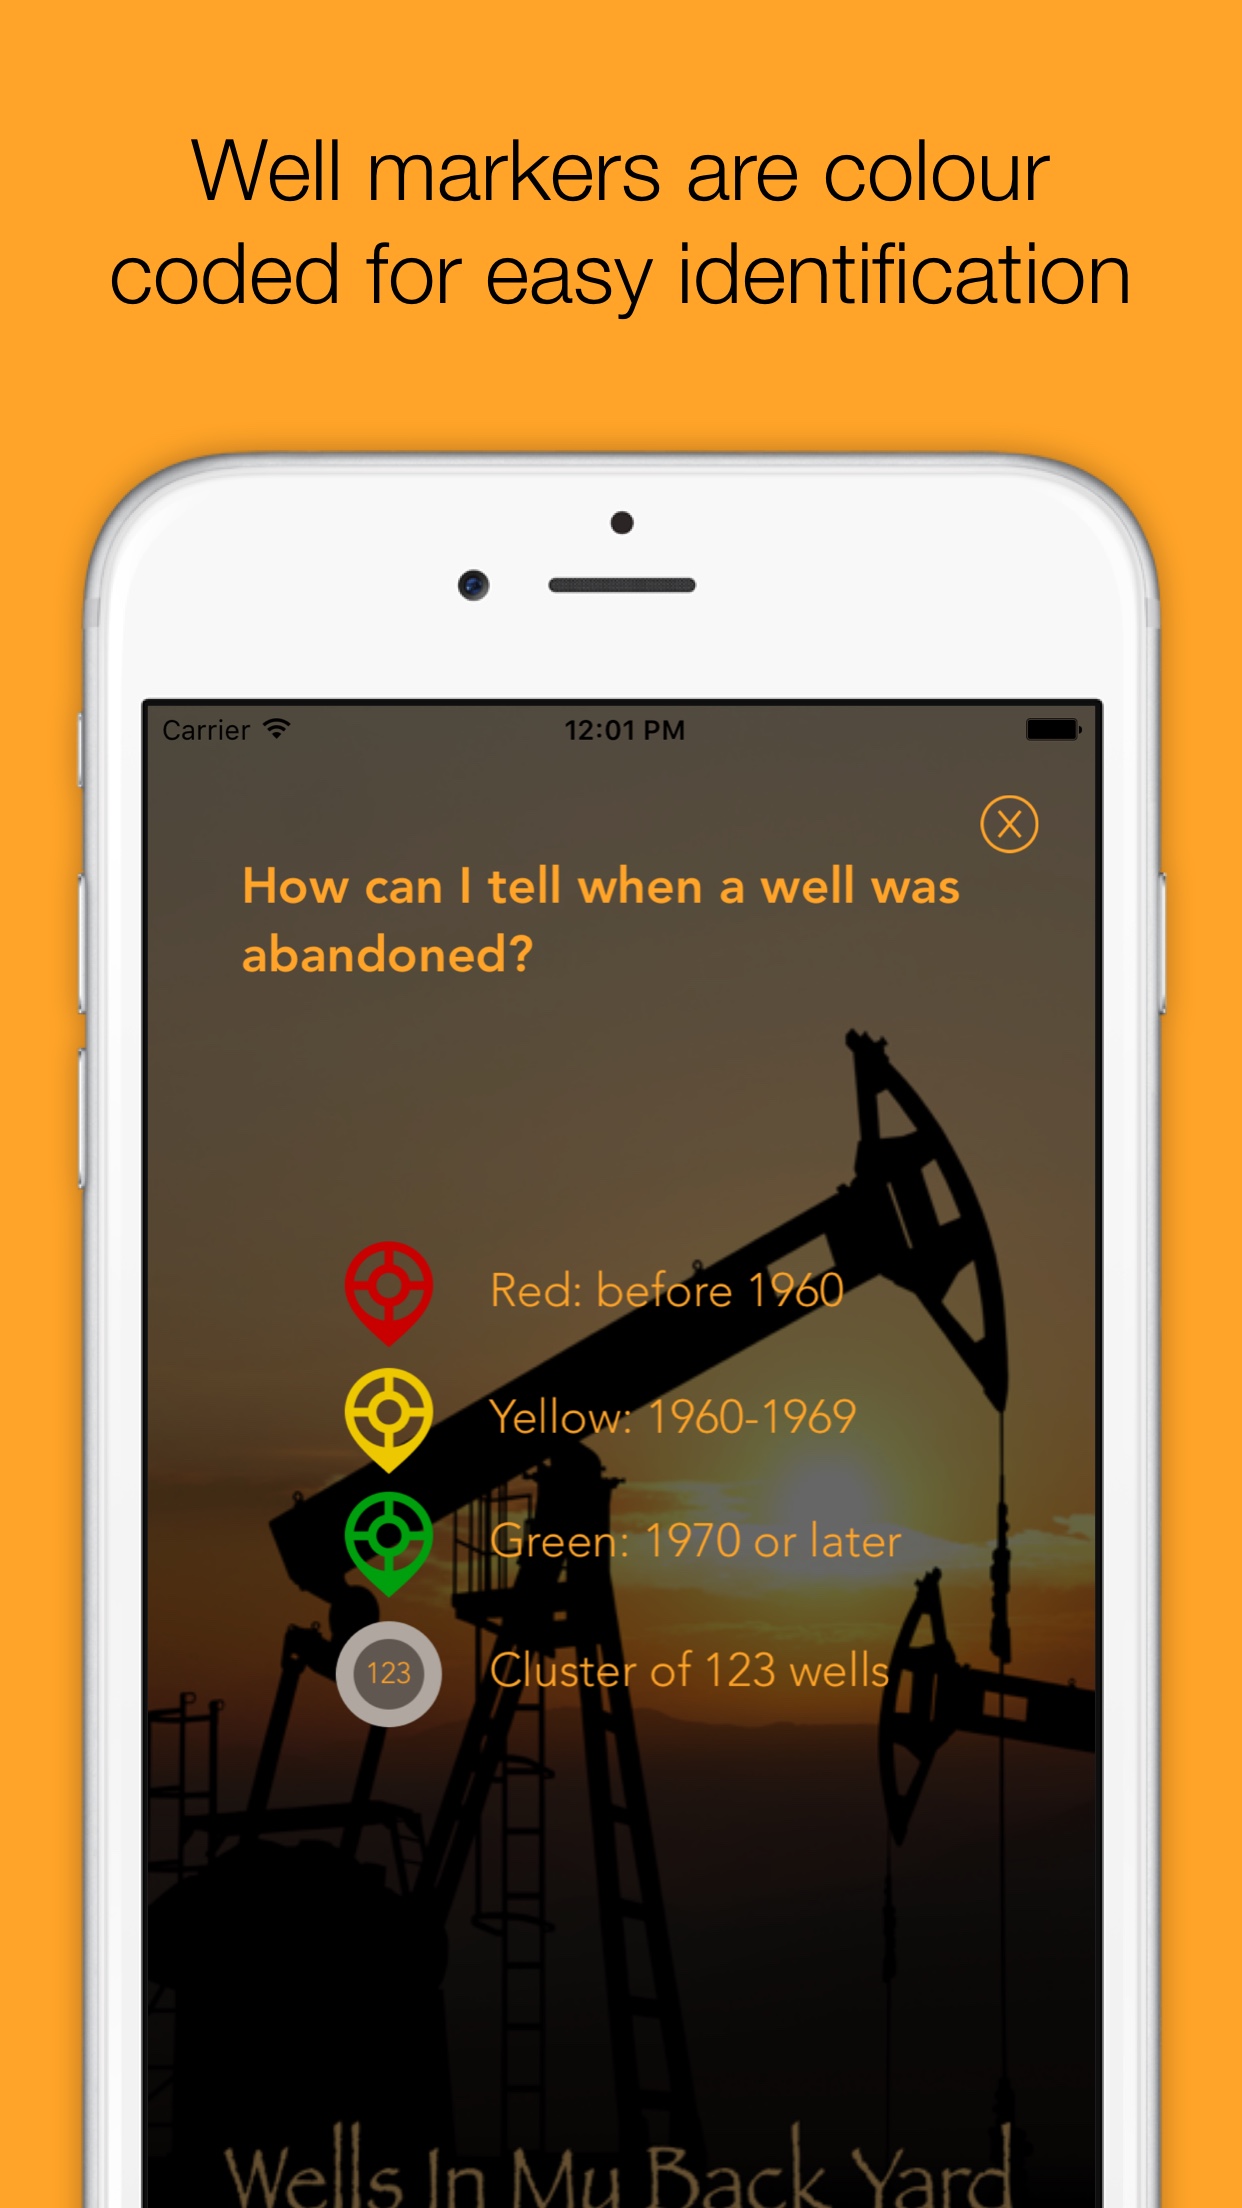 Well markers are colour
coded for easy identification
Carrier
12:01 PM
X
How can I tell when a well was
abandoned?
Red: before 1960
Yellow: 1960-1969
Green: 1970 or later
123
Cluster of 123 wells
Wells In My Back Yard